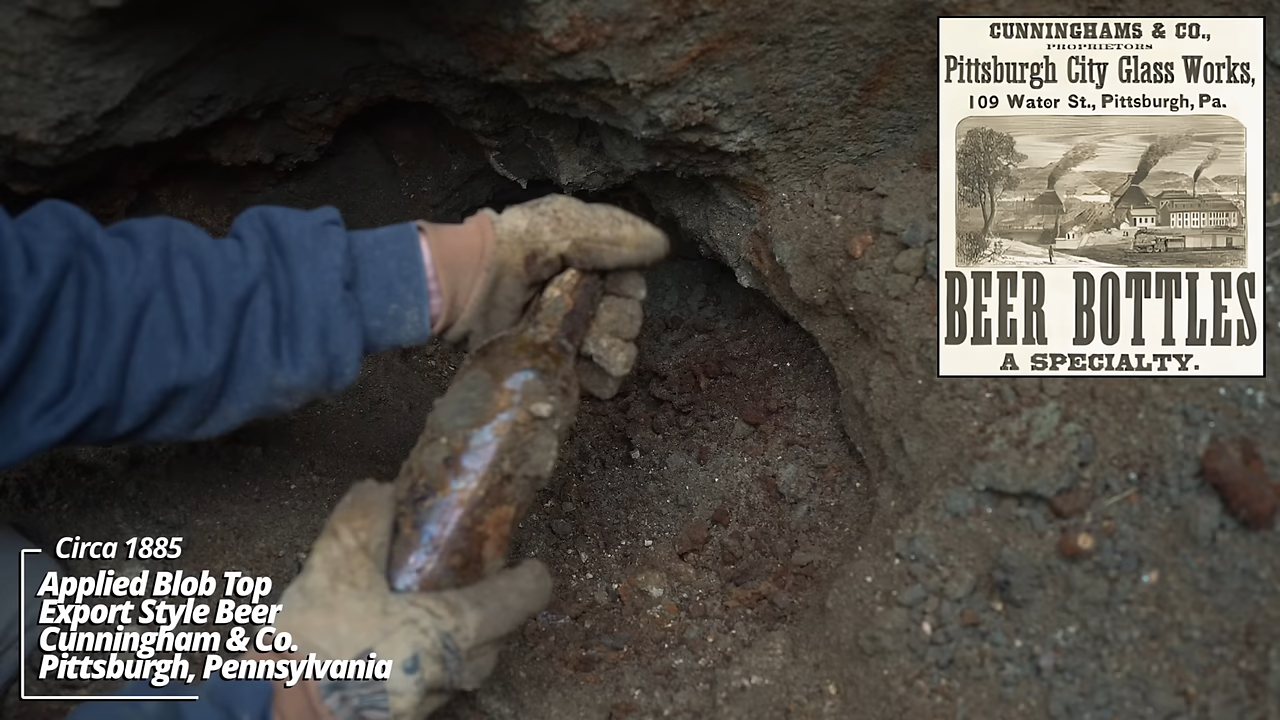 CUNNINGHAMS & CO.,
PROPRIETORS
Pittsburgh City Glass Works,
109 Water St., Pittsburgh, Pa.
BEER BOTTLES
A SPECIALTY.
Circa 1885
Applied Blob Top
Export Style Beer
Cunningham & Co.
Pittsburgh, Pennsylvania